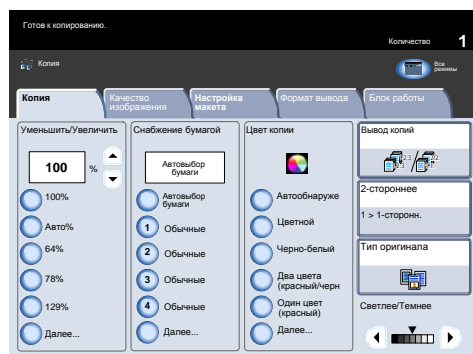 Готов к копированию.
Количество 1
Копия
Все
режимы
Копия
Качество
изображения
Настройка
макета
Формат вывода
Блок работы
Уменьшить/Увеличить
100 %
100%
Авто%
64%
78%
129%
Далее...
Снабжение бумагой
Автовыбор
бумаги
Автовыбор
бумаги
1 Обычные
2 Обычные
3 Обычные
4 Обычные
Далее...
Цвет копии
Автообнаруже
Цветной
Черно-белый
Два цвета
(красный/черн
Один цвет
(красный)
Далее...
Вывод копий
2-стороннее
1 > 1-стоpонн.
Тип оригинала
Светлее/Темнее